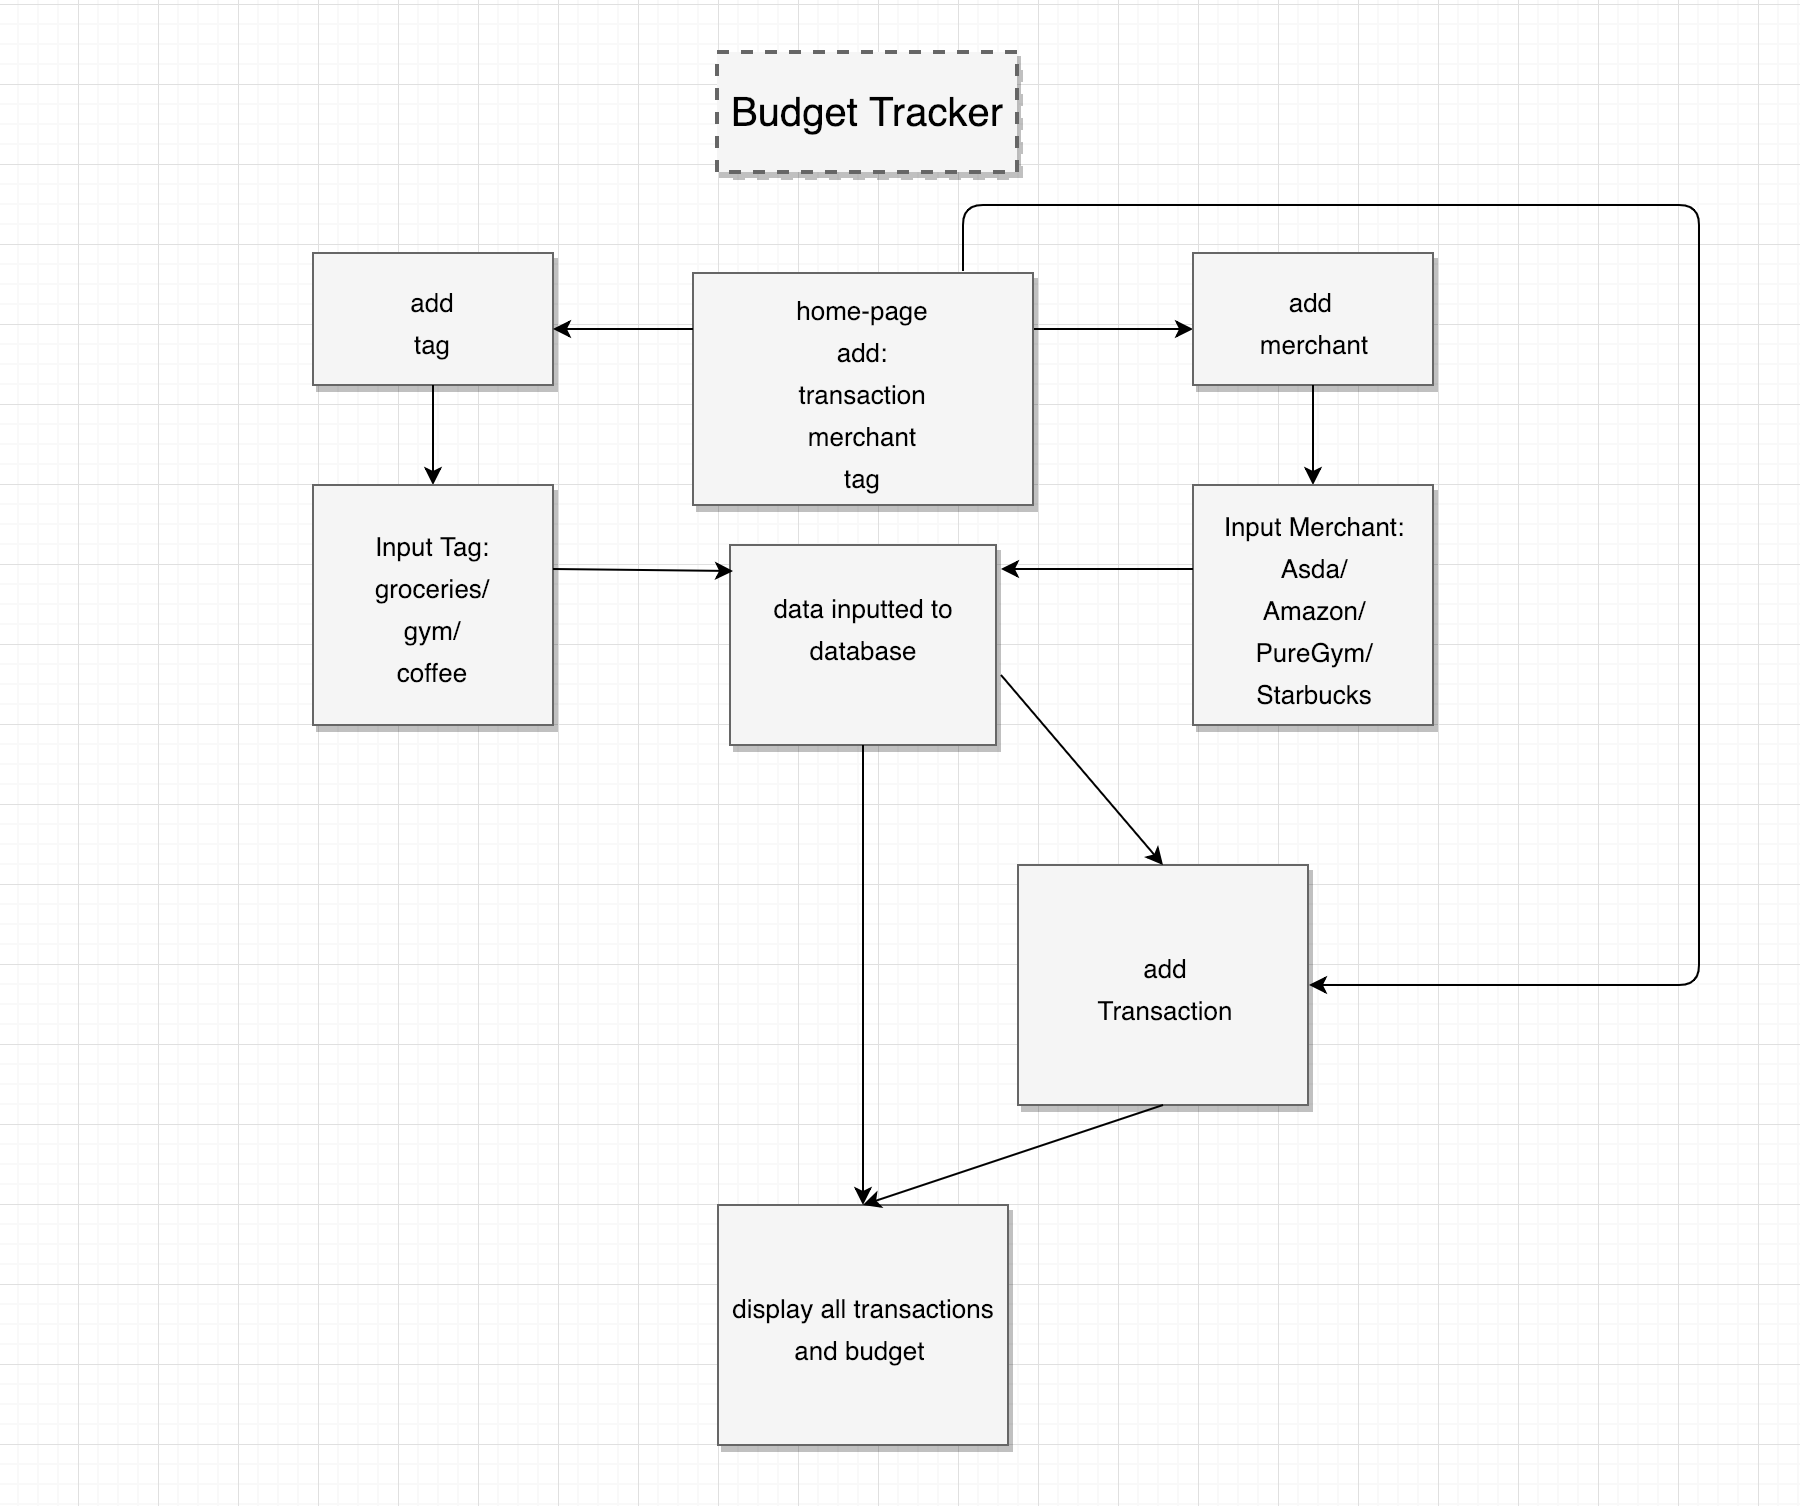 Budget Tracker
add
tag
home-page
add:
transaction
merchant
tag
add
merchant
Input Tag:
groceries/
gym/
coffee
data inputted to
database
Input Merchant:
Asda/
Amazon/
PureGym/
Starbucks
add
Transaction
display all transactions
and budget